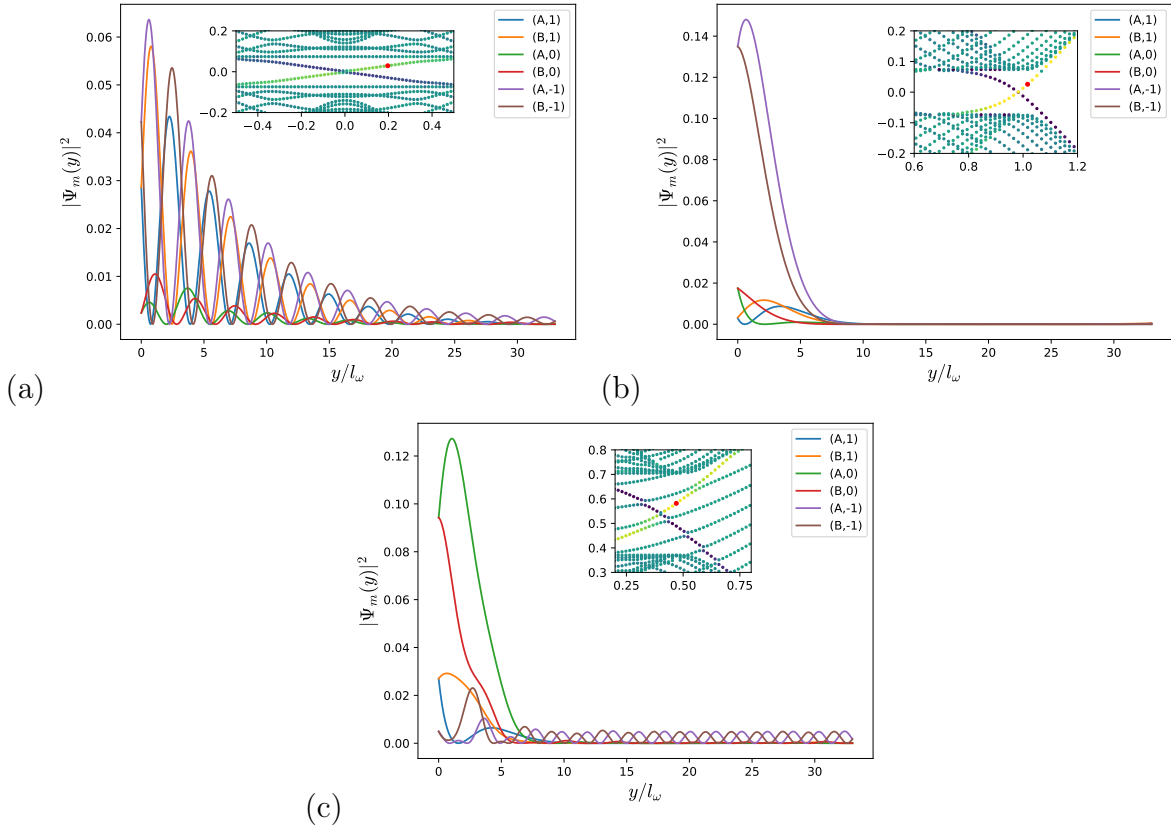 0.06
0.05
0.04
0.03
0.02
0.01
0.00
|Ψ_m(y)|²
0 5 10 15 20 25 30
y/l_ω
0.2
0.0
−0.2
−0.4 −0.2 0.0 0.2 0.4
(A,1)
(B,1)
(A,0)
(B,0)
(A,-1)
(B,-1)
(a)
0.14
0.12
0.10
0.08
0.06
0.04
0.02
0.00
|Ψ_m(y)|²
0 5 10 15 20 25 30
y/l_ω
0.2
0.1
0.0
−0.1
−0.2
0.6 0.8 1.0 1.2
(A,1)
(B,1)
(A,0)
(B,0)
(A,-1)
(B,-1)
(b)
0.12
0.10
0.08
0.06
0.04
0.02
0.00
|Ψ_m(y)|²
0 5 10 15 20 25 30
y/l_ω
0.8
0.7
0.6
0.5
0.4
0.3
0.25 0.50 0.75
(A,1)
(B,1)
(A,0)
(B,0)
(A,-1)
(B,-1)
(c)